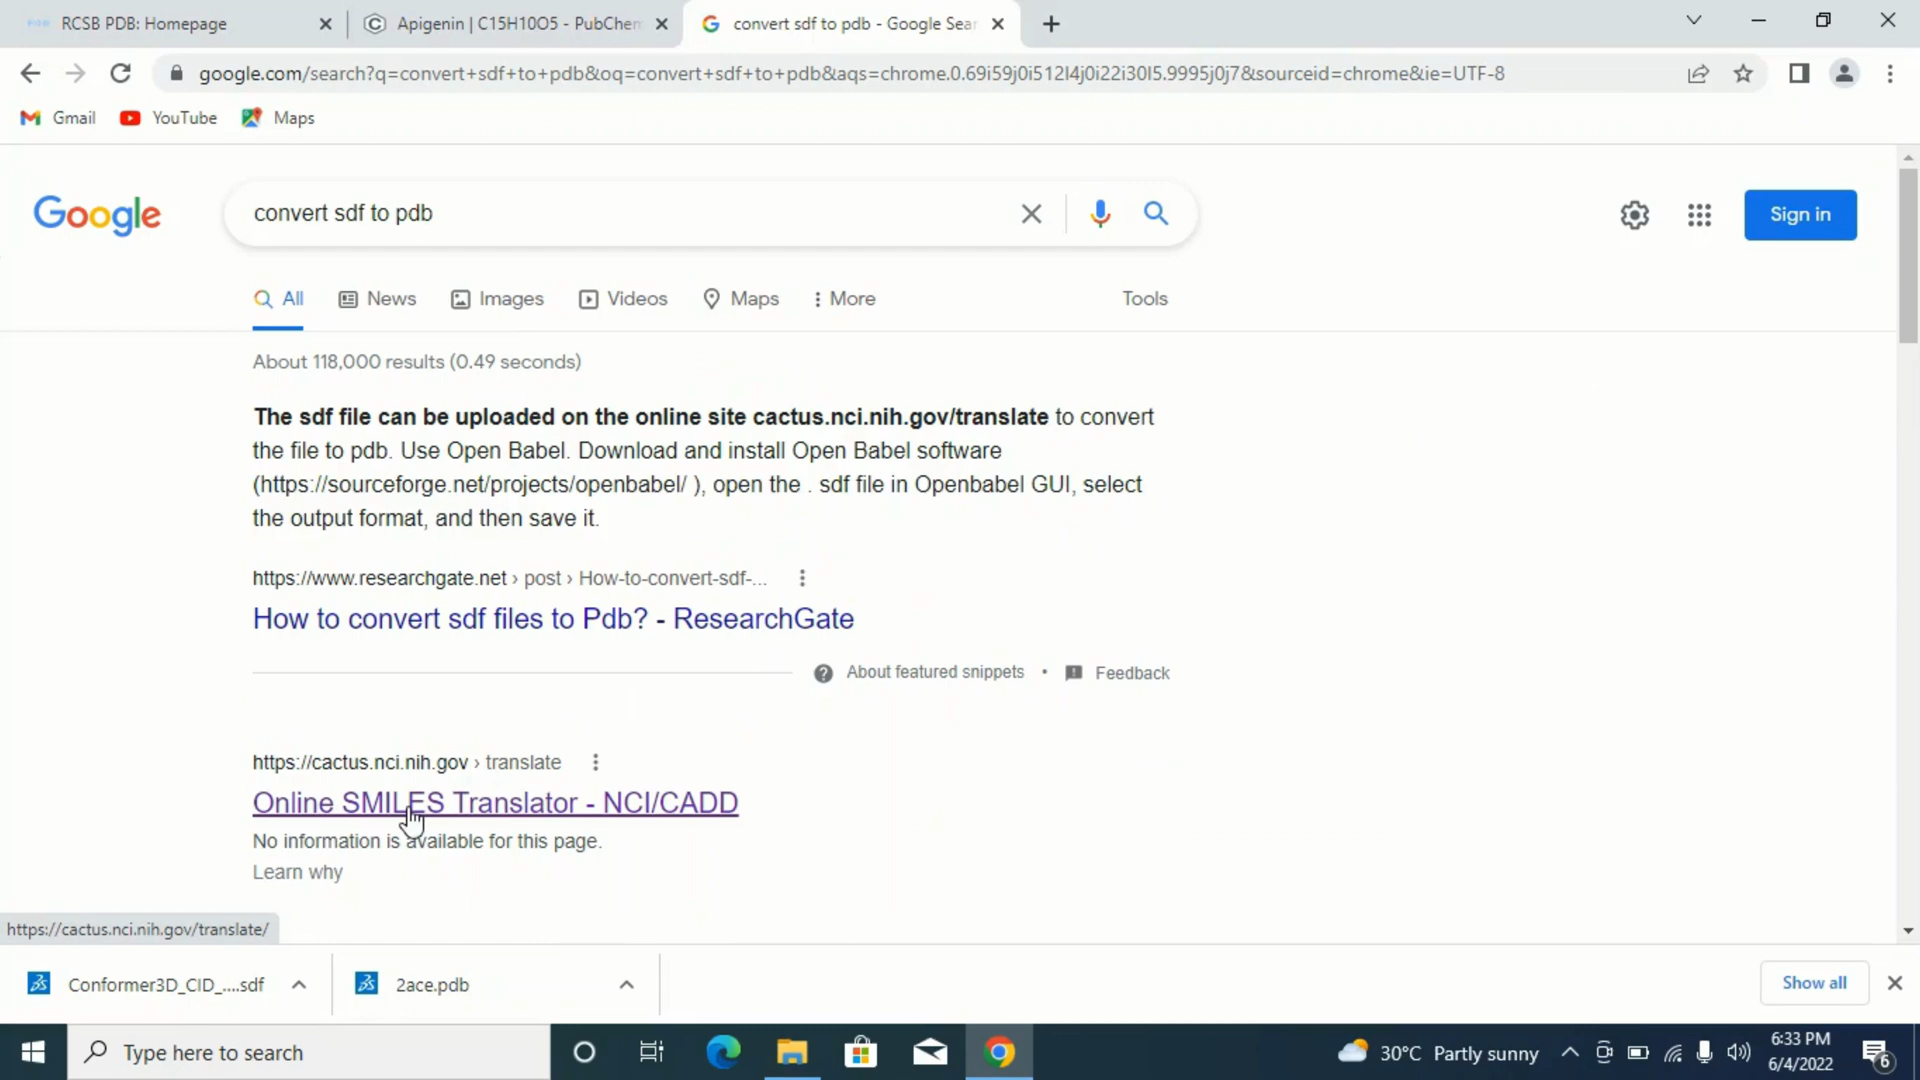 RCSB PDB: Homepage
Apigenin | C15H10O5 - PubChem
convert sdf to pdb - Google Sear
google.com/search?q=convert+sdf+to+pdb&oq=convert+sdf+to+pdb&aqs=chrome.0.69i59j0i512l4j0i22i30l5.9995j0j7&sourceid=chrome&ie=UTF-8
Gmail
YouTube
Maps
Google
convert sdf to pdb
Sign in
All
News
Images
Videos
Maps
More
Tools
About 118,000 results (0.49 seconds)
The sdf file can be uploaded on the online site cactus.nci.nih.gov/translate to convert
the file to pdb. Use Open Babel. Download and install Open Babel software
(https://sourceforge.net/projects/openbabel/ ), open the . sdf file in Openbabel GUI, select
the output format, and then save it.
https://www.researchgate.net › post › How-to-convert-sdf-...
How to convert sdf files to Pdb? - ResearchGate
About featured snippets • Feedback
https://cactus.nci.nih.gov › translate
Online SMILES Translator - NCI/CADD
No information is available for this page.
Learn why
https://cactus.nci.nih.gov/translate/
Conformer3D_CID_....sdf
2ace.pdb
Show all
Type here to search
30°C Partly sunny
6:33 PM
6/4/2022
6